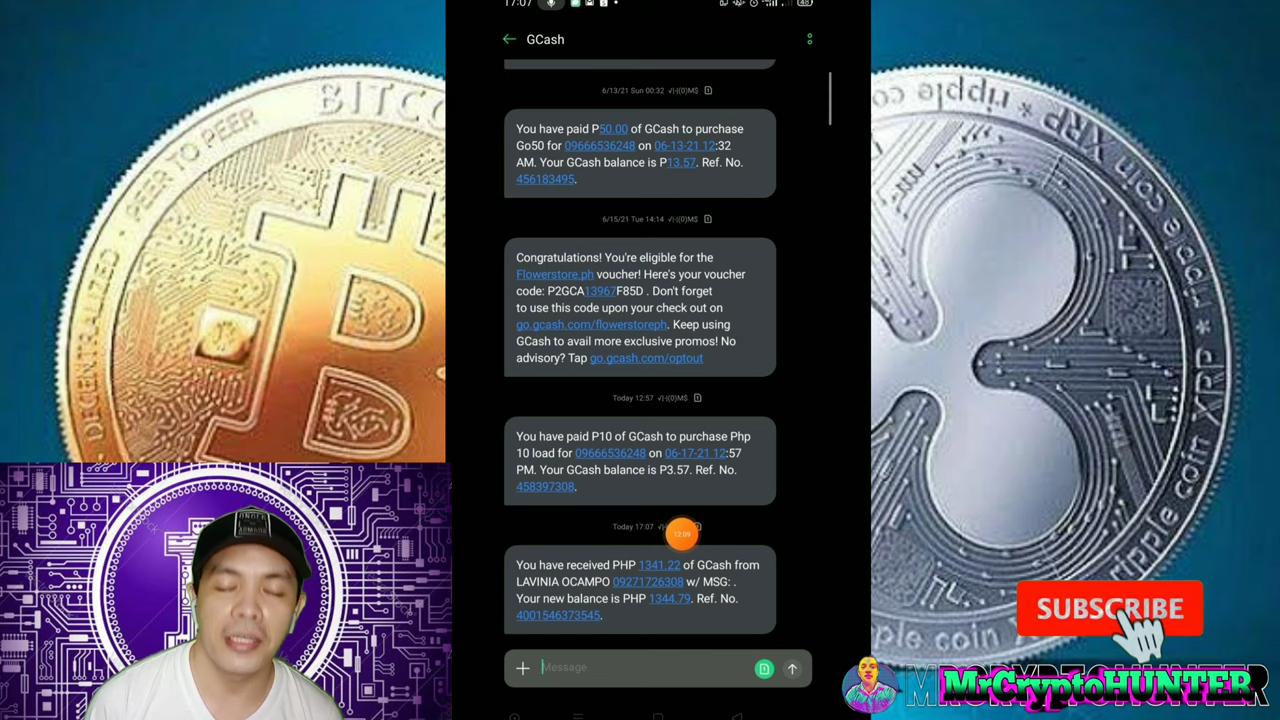 17:07
GCash
6/13/21 Sun 00:32
You have paid P50.00 of GCash to purchase
Go50 for 09666536248 on 06-13-21 12:32
AM. Your GCash balance is P13.57. Ref. No.
456183495.
6/15/21 Tue 14:14
Congratulations! You're eligible for the
Flowerstore.ph voucher! Here's your voucher
code: P2GCA13967F85D . Don't forget
to use this code upon your check out on
go.gcash.com/flowerstoreph. Keep using
GCash to avail more exclusive promos! No
advisory? Tap go.gcash.com/optout
Today 12:57
You have paid P10 of GCash to purchase Php
10 load for 09666536248 on 06-17-21 12:57
PM. Your GCash balance is P3.57. Ref. No.
458397308.
Today 17:07
12:09
You have received PHP 1341.22 of GCash from
LAVINIA OCAMPO 09271726308 w/ MSG: .
Your new balance is PHP 1344.79. Ref. No.
4001546373545.
Message
BITCO
PEER TO PEER
DECENTRALIZED
ripple
ripple coin XRP
UNDER
ARMOUR
SUBSCRIBE
MrCryptoHUNTER